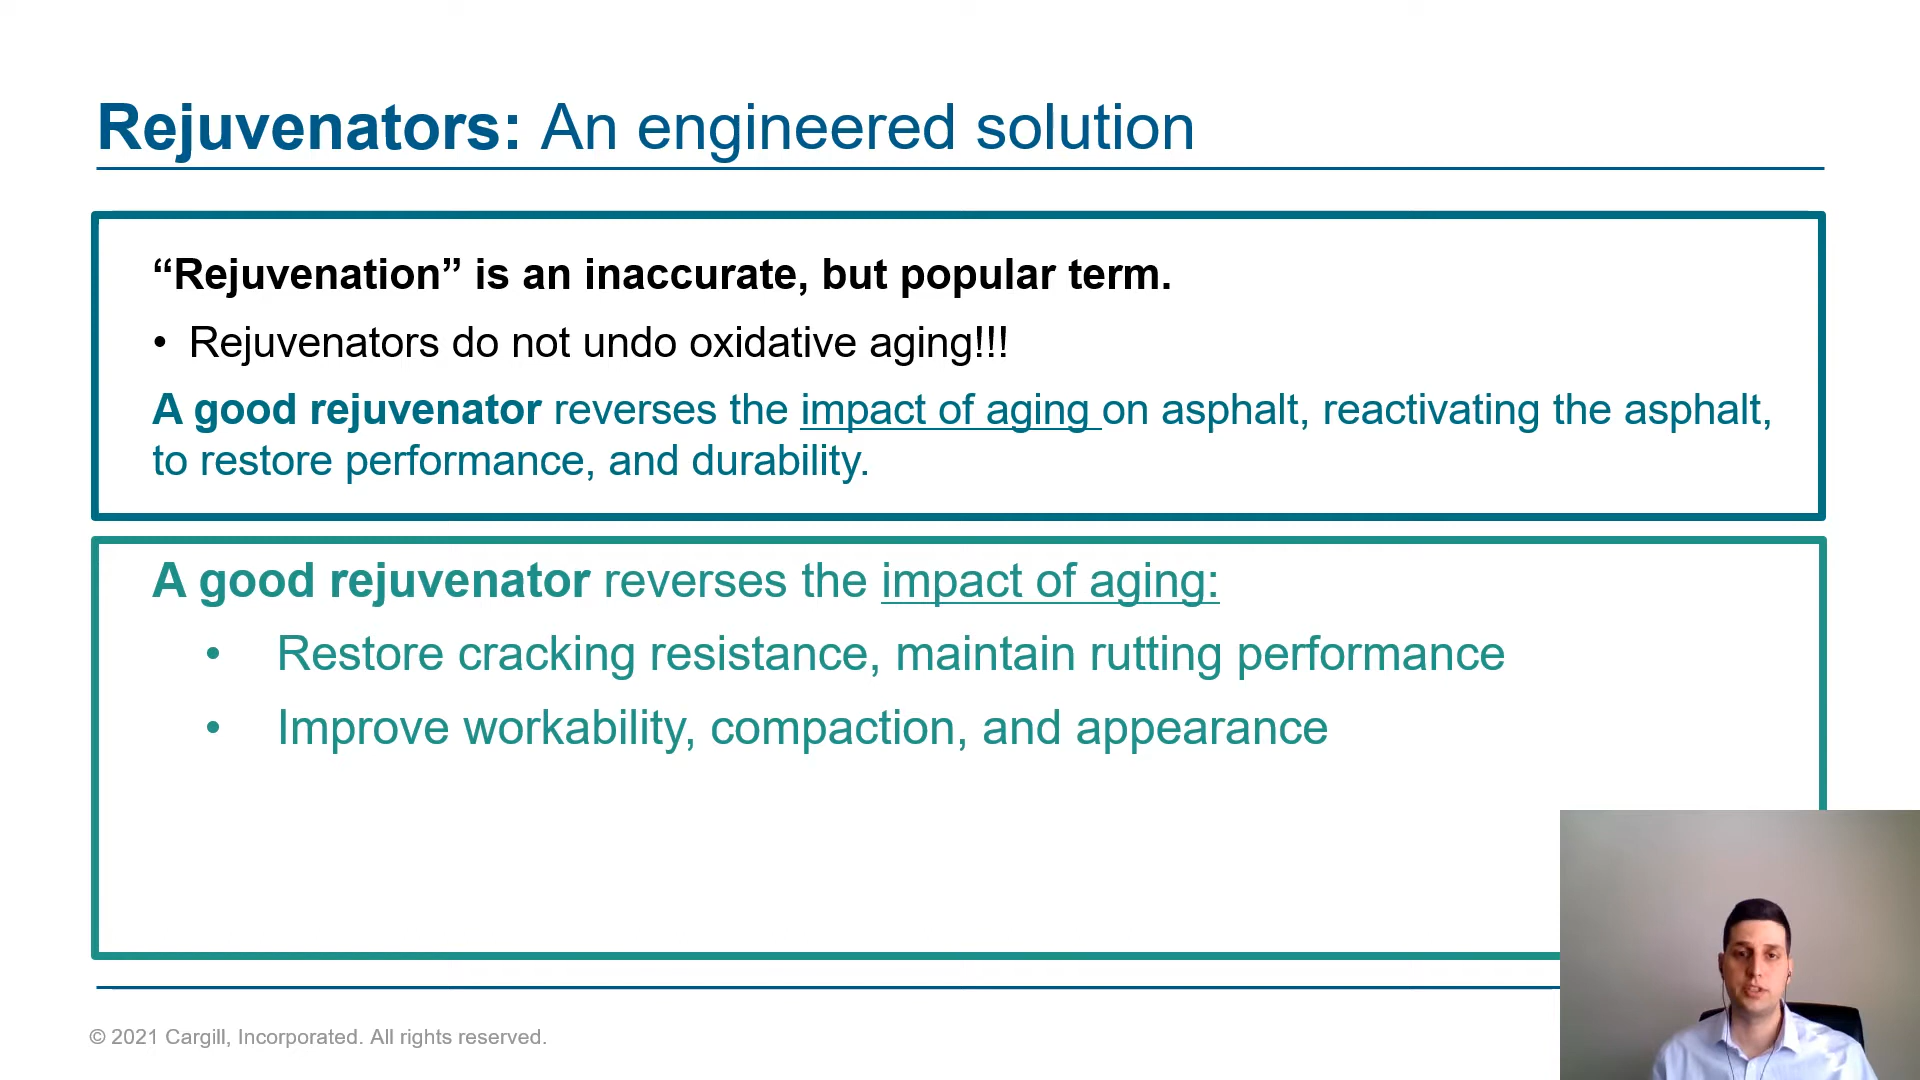 Rejuvenators: An engineered solution
“Rejuvenation” is an inaccurate, but popular term.
• Rejuvenators do not undo oxidative aging!!!
A good rejuvenator reverses the impact of aging on asphalt, reactivating the asphalt,
to restore performance, and durability.
A good rejuvenator reverses the impact of aging:
• Restore cracking resistance, maintain rutting performance
• Improve workability, compaction, and appearance
© 2021 Cargill, Incorporated. All rights reserved.